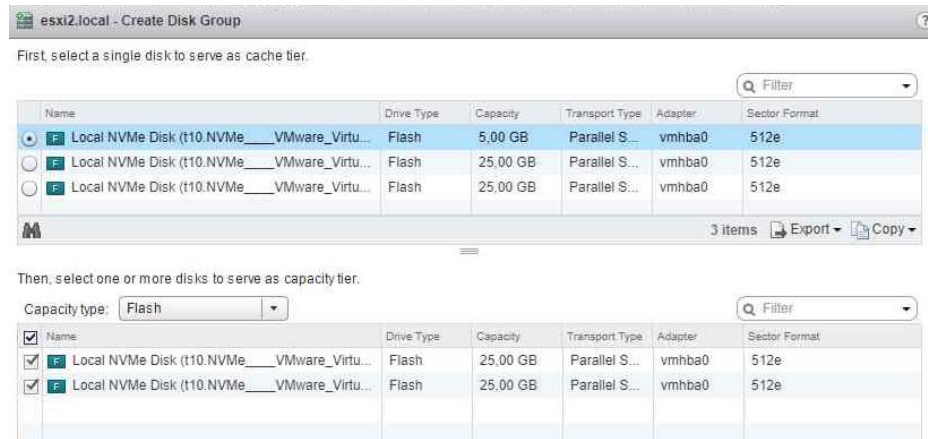 esxi2.local - Create Disk Group
?
First, select a single disk to serve as cache tier.
Filter
Name Drive Type Capacity Transport Type Adapter Sector Format
F Local NVMe Disk (t10.NVMe____VMware_Virtu... Flash 5,00 GB Parallel S... vmhba0 512e
F Local NVMe Disk (t10.NVMe____VMware_Virtu... Flash 25,00 GB Parallel S... vmhba0 512e
F Local NVMe Disk (t10.NVMe____VMware_Virtu... Flash 25,00 GB Parallel S... vmhba0 512e
3 items Export Copy
Then, select one or more disks to serve as capacity tier.
Capacity type: Flash Filter
Name Drive Type Capacity Transport Type Adapter Sector Format
F Local NVMe Disk (t10.NVMe____VMware_Virtu... Flash 25,00 GB Parallel S... vmhba0 512e
F Local NVMe Disk (t10.NVMe____VMware_Virtu... Flash 25,00 GB Parallel S... vmhba0 512e